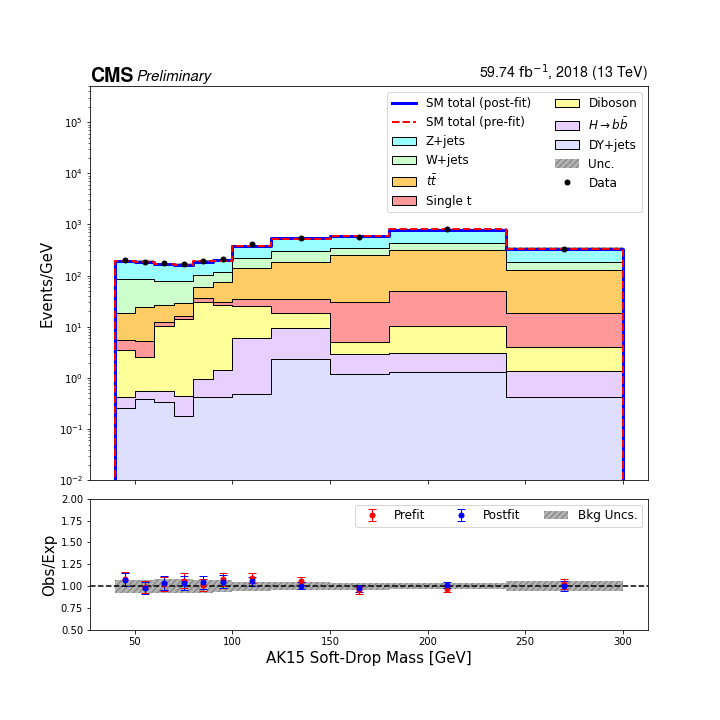 CMS Preliminary
59.74 fb⁻¹, 2018 (13 TeV)
SM total (post-fit)
SM total (pre-fit)
Z+jets
W+jets
tt̄
Single t
Diboson
H→bb̄
DY+jets
Unc.
Data
Events/GeV
10⁵
10⁴
10³
10²
10¹
10⁰
10⁻¹
10⁻²
Prefit
Postfit
Bkg Uncs.
Obs/Exp
2.00
1.75
1.50
1.25
1.00
0.75
0.50
50 100 150 200 250 300
AK15 Soft-Drop Mass [GeV]